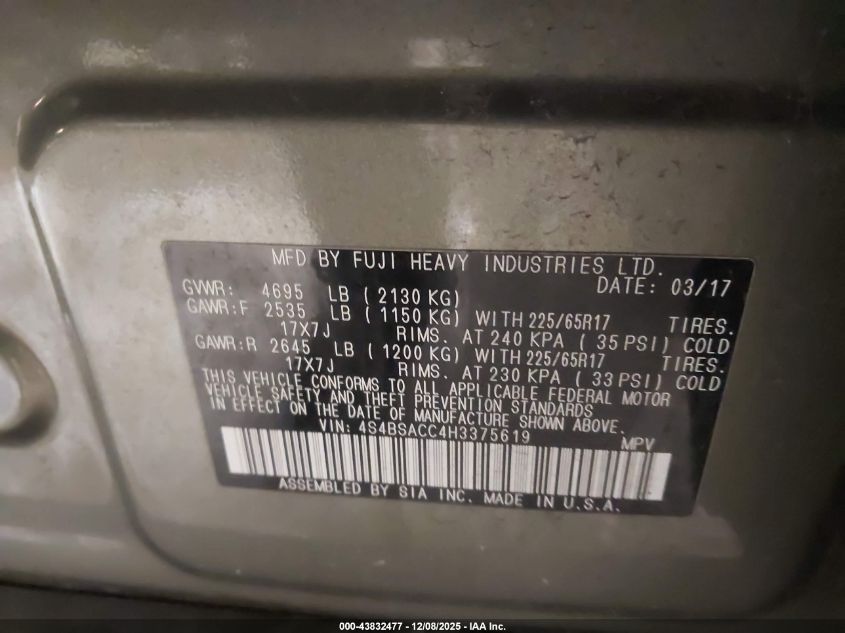 MFD BY FUJI HEAVY INDUSTRIES LTD.
DATE: 03/17
GVWR: 4695 LB ( 2130 KG)
GAWR:F 2535 LB ( 1150 KG) WITH 225/65R17 TIRES.
17X7J RIMS. AT 240 KPA ( 35 PSI) COLD
GAWR:R 2645 LB ( 1200 KG) WITH 225/65R17 TIRES.
17X7J RIMS. AT 230 KPA ( 33 PSI) COLD
THIS VEHICLE CONFORMS TO ALL APPLICABLE FEDERAL MOTOR
VEHICLE SAFETY AND THEFT PREVENTION STANDARDS
IN EFFECT ON THE DATE OF MANUFACTURE SHOWN ABOVE.
VIN: 4S4BSACC4H3375619 MPV
ASSEMBLED BY SIA INC. MADE IN U.S.A.
000-43832477 - 12/08/2025 - IAA Inc.